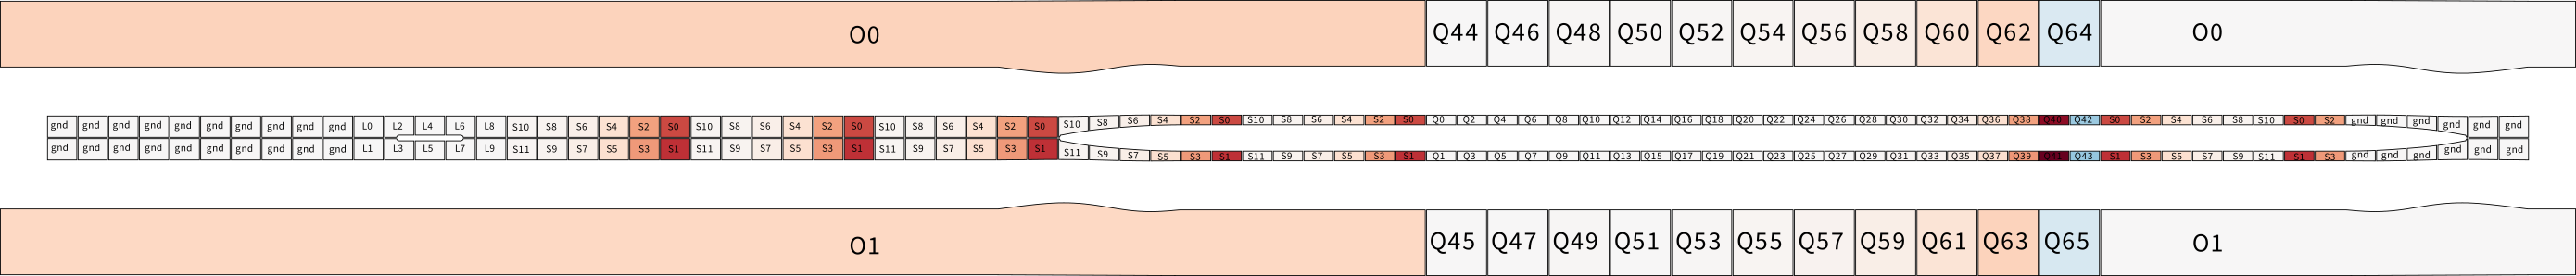 O0 Q44 Q46 Q48 Q50 Q52 Q54 Q56 Q58 Q60 Q62 Q64 O0
gnd gnd gnd gnd gnd gnd gnd gnd gnd gnd L0 L2 L4 L6 L8 S10 S8 S6 S4 S2 S0 S10 S8 S6 S4 S2 S0 S10 S8 S6 S4 S2 S0 S10 S8 S6 S4 S2 S0 S10 S8 S6 S4 S2 S0 Q0 Q2 Q4 Q6 Q8 Q10 Q12 Q14 Q16 Q18 Q20 Q22 Q24 Q26 Q28 Q30 Q32 Q34 Q36 Q38 Q40 Q42 S0 S2 S4 S6 S8 S10 S0 S2 gnd gnd gnd gnd gnd gnd
gnd gnd gnd gnd gnd gnd gnd gnd gnd gnd L1 L3 L5 L7 L9 S11 S9 S7 S5 S3 S1 S11 S9 S7 S5 S3 S1 S11 S9 S7 S5 S3 S1 S11 S9 S7 S5 S3 S1 S11 S9 S7 S5 S3 S1 Q1 Q3 Q5 Q7 Q9 Q11 Q13 Q15 Q17 Q19 Q21 Q23 Q25 Q27 Q29 Q31 Q33 Q35 Q37 Q39 Q41 Q43 S1 S3 S5 S7 S9 S11 S1 S3 gnd gnd gnd gnd gnd gnd
O1 Q45 Q47 Q49 Q51 Q53 Q55 Q57 Q59 Q61 Q63 Q65 O1